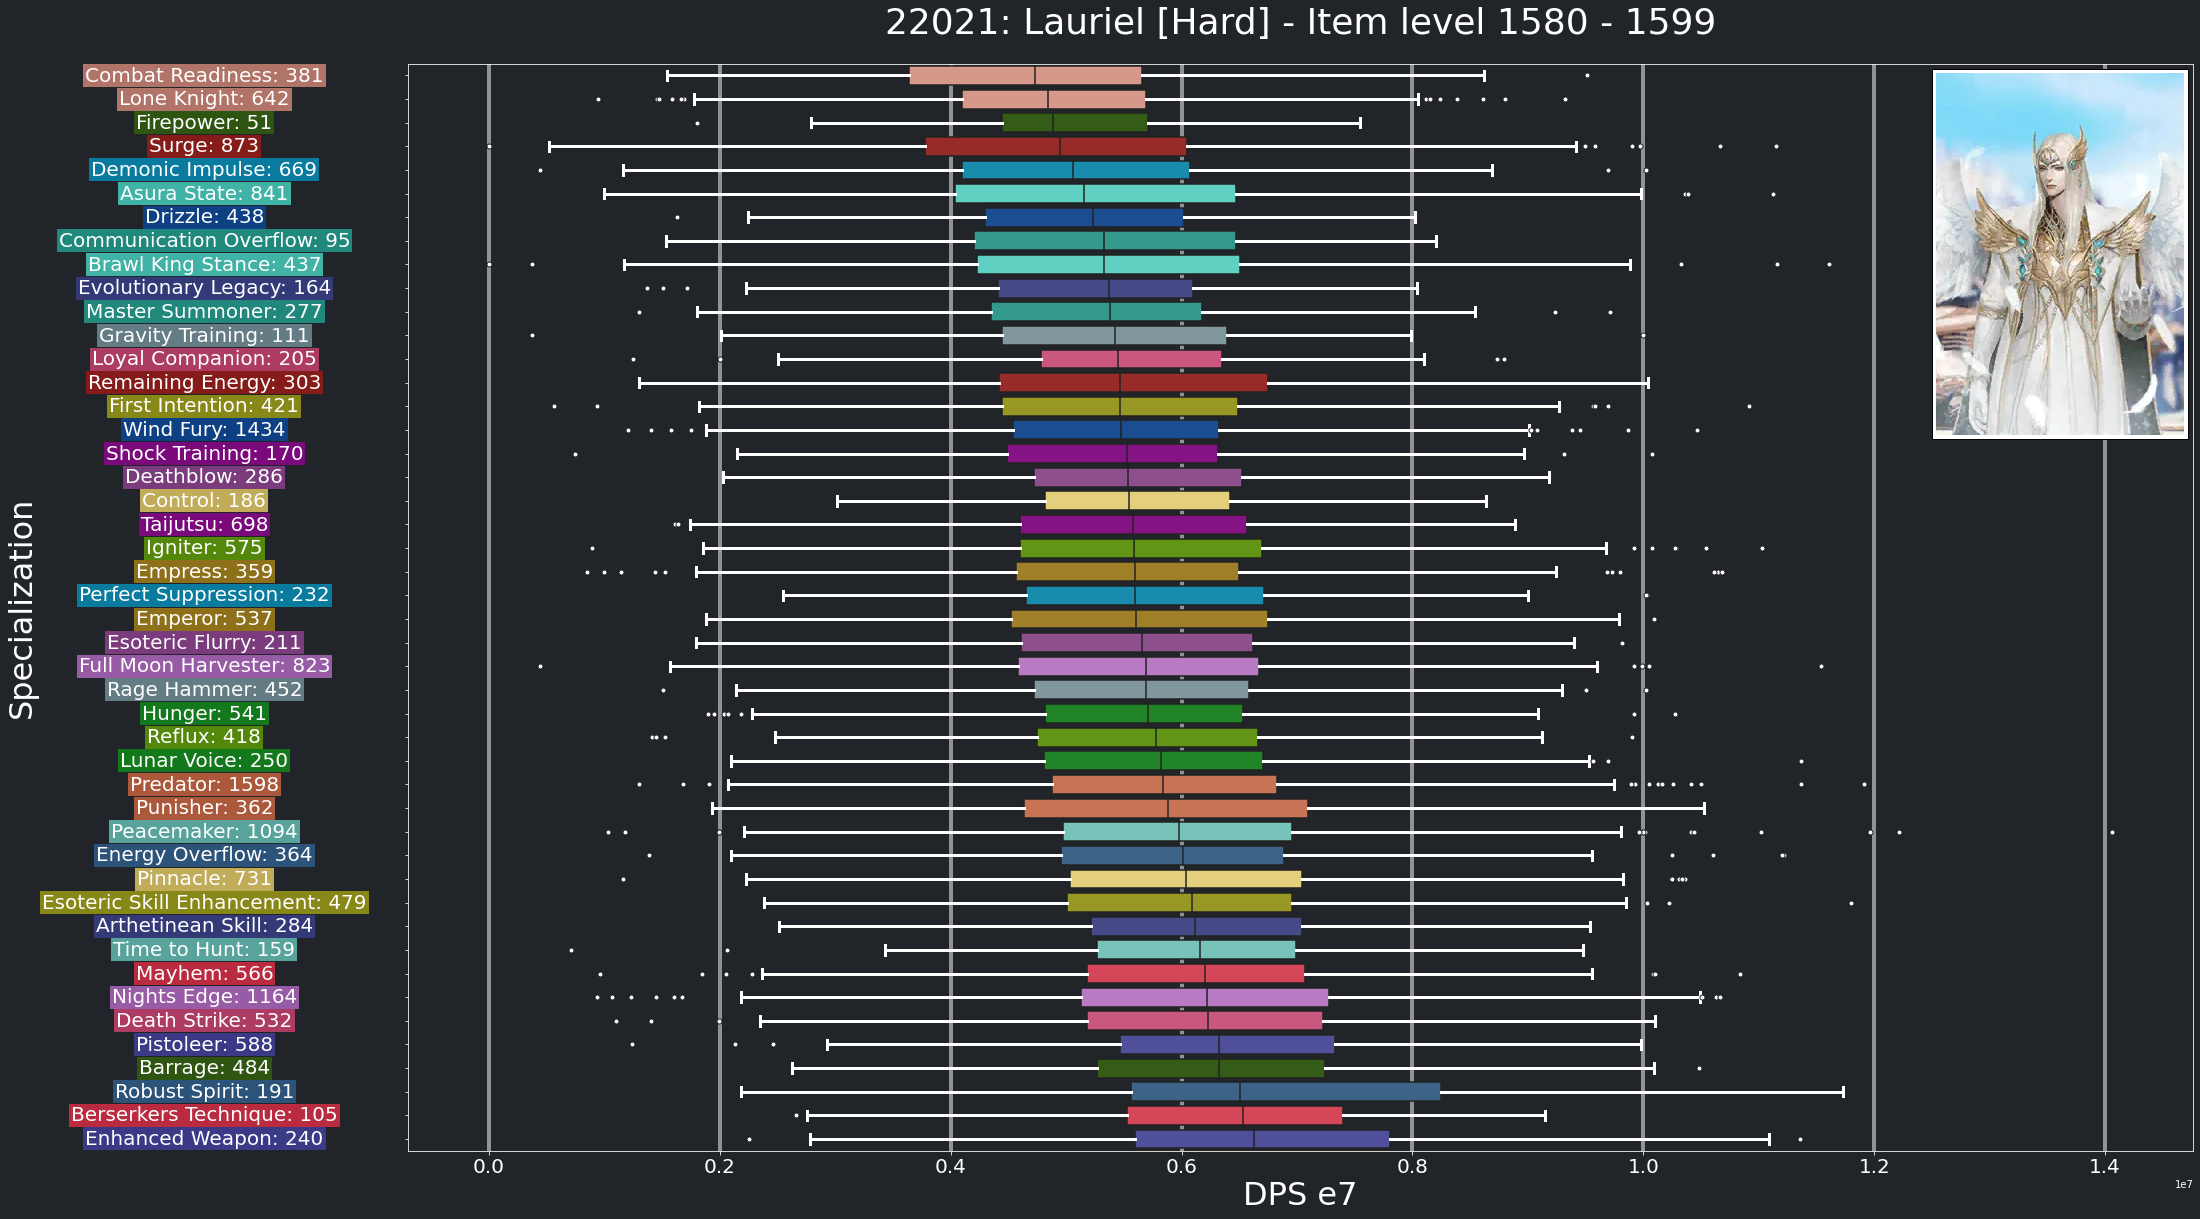 22021: Lauriel [Hard] - Item level 1580 - 1599
Specialization
Combat Readiness: 381
Lone Knight: 642
Firepower: 51
Surge: 873
Demonic Impulse: 669
Asura State: 841
Drizzle: 438
Communication Overflow: 95
Brawl King Stance: 437
Evolutionary Legacy: 164
Master Summoner: 277
Gravity Training: 111
Loyal Companion: 205
Remaining Energy: 303
First Intention: 421
Wind Fury: 1434
Shock Training: 170
Deathblow: 286
Control: 186
Taijutsu: 698
Igniter: 575
Empress: 359
Perfect Suppression: 232
Emperor: 537
Esoteric Flurry: 211
Full Moon Harvester: 823
Rage Hammer: 452
Hunger: 541
Reflux: 418
Lunar Voice: 250
Predator: 1598
Punisher: 362
Peacemaker: 1094
Energy Overflow: 364
Pinnacle: 731
Esoteric Skill Enhancement: 479
Arthetinean Skill: 284
Time to Hunt: 159
Mayhem: 566
Nights Edge: 1164
Death Strike: 532
Pistoleer: 588
Barrage: 484
Robust Spirit: 191
Berserkers Technique: 105
Enhanced Weapon: 240
0.0 0.2 0.4 0.6 0.8 1.0 1.2 1.4
1e7
DPS e7